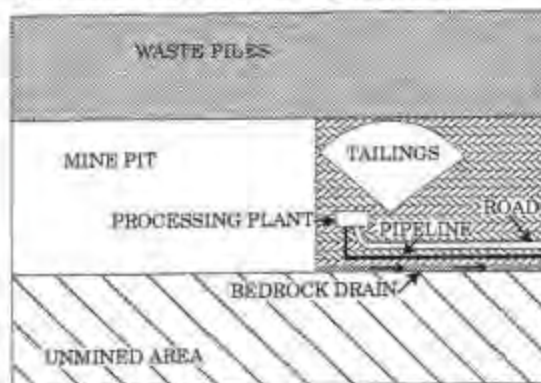 WASTE PILES
MINE PIT
TAILINGS
PROCESSING PLANT
ROAD
PIPELINE
BEDROCK DRAIN
UNMINED AREA